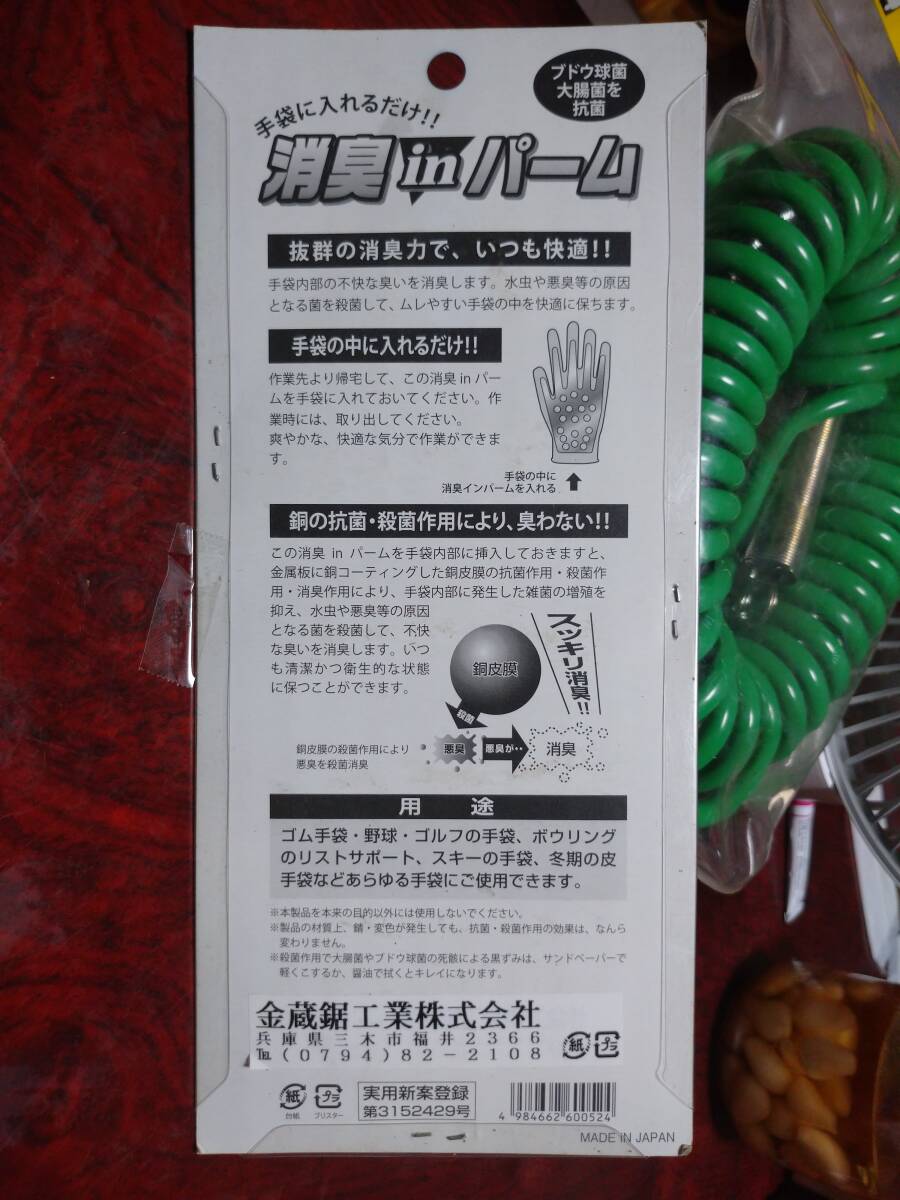 ブドウ球菌
大腸菌を
抗菌
手袋に入れるだけ!!
消臭inパーム
抜群の消臭力で、いつも快適!!
手袋内部の不快な臭いを消臭します。水虫や悪臭等の原因
となる菌を殺菌して、ムレやすい手袋の中を快適に保ちます。
手袋の中に入れるだけ!!
作業先より帰宅して、この消臭 in パー
ムを手袋に入れておいてください。作
業時には、取り出してください。
爽やかな、快適な気分で作業ができま
す。
手袋の中に
消臭インパームを入れる
銅の抗菌・殺菌作用により、臭わない!!
この消臭 in パームを手袋内部に挿入しておきますと、
金属板に銅コーティングした銅皮膜の抗菌作用・殺菌作
用・消臭作用により、手袋内部に発生した雑菌の増殖を
抑え、水虫や悪臭等の原因
となる菌を殺菌して、不快
な臭いを消臭します。いつ
も清潔かつ衛生的な状態
に保つことができます。
スッキリ消臭!!
銅皮膜
殺菌
悪臭
悪臭が・・
消臭
銅皮膜の殺菌作用により
悪臭を殺菌消臭
用 途
ゴム手袋・野球・ゴルフの手袋、ボウリング
のリストサポート、スキーの手袋、冬期の皮
手袋などあらゆる手袋にご使用できます。
※本製品を本来の目的以外には使用しないでください。
※製品の材質上、錆・変色が発生しても、抗菌・殺菌作用の効果は、なんら
変わりません。
※殺菌作用で大腸菌やブドウ球菌の死骸による黒ずみは、サンドペーパーで
軽くこするか、醤油で拭くとキレイになります。
金蔵鋸工業株式会社
兵庫県三木市福井2366
℡(0794)82-2108
紙 プラ
紙 プラ
台紙 ブリスター
実用新案登録
第3152429号
4 984662 600524
MADE IN JAPAN